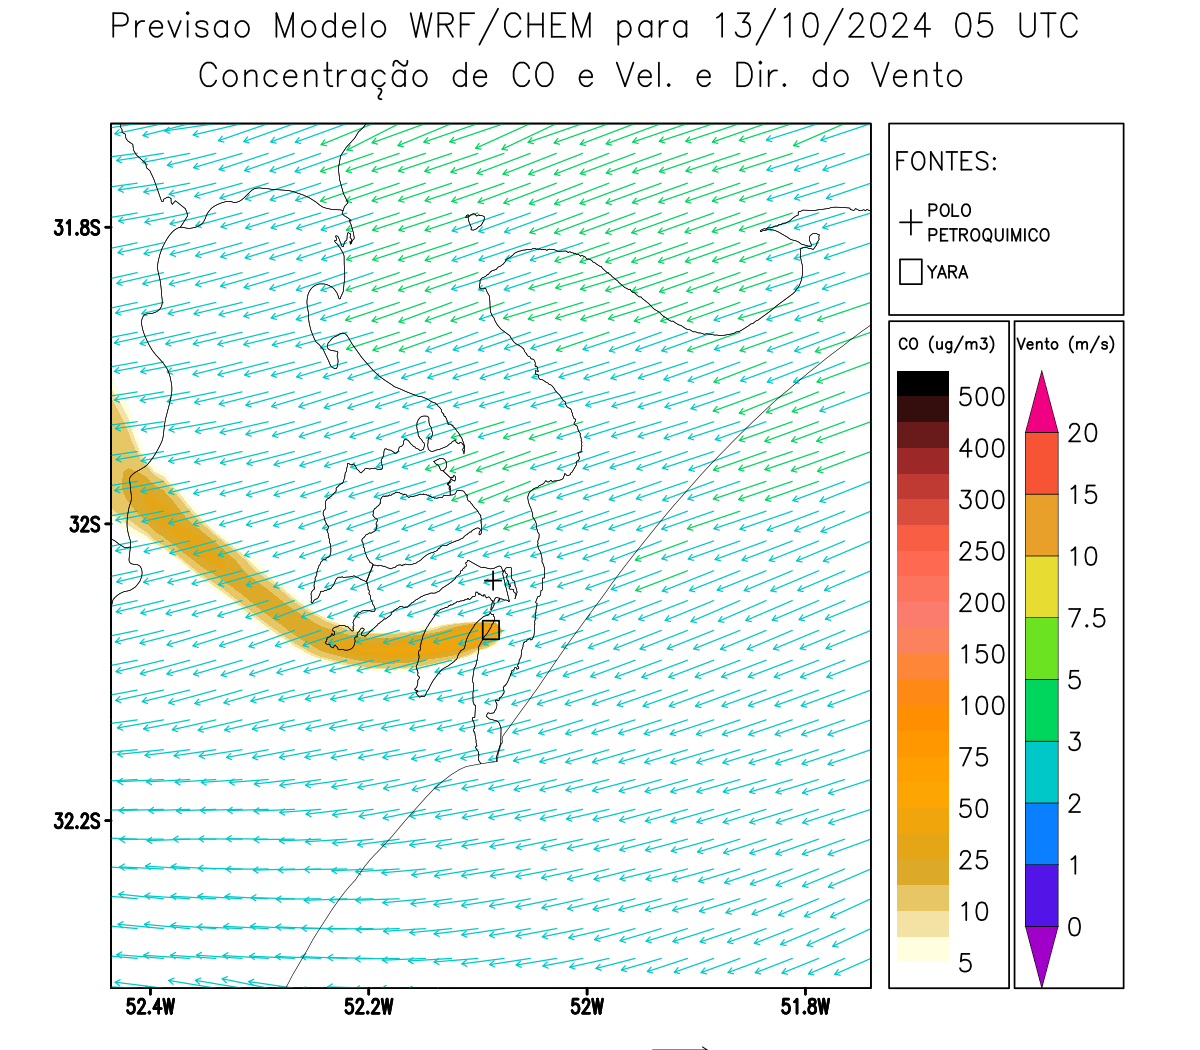 Previsao Modelo WRF/CHEM para 13/10/2024 05 UTC
Concentração de CO e Vel. e Dir. do Vento
FONTES:
POLO
PETROQUIMICO
YARA
CO (ug/m3)
500
400
300
250
200
150
100
75
50
25
10
5
Vento (m/s)
20
15
10
7.5
5
3
2
1
0
31.8S
32S
32.2S
52.4W
52.2W
52W
51.8W